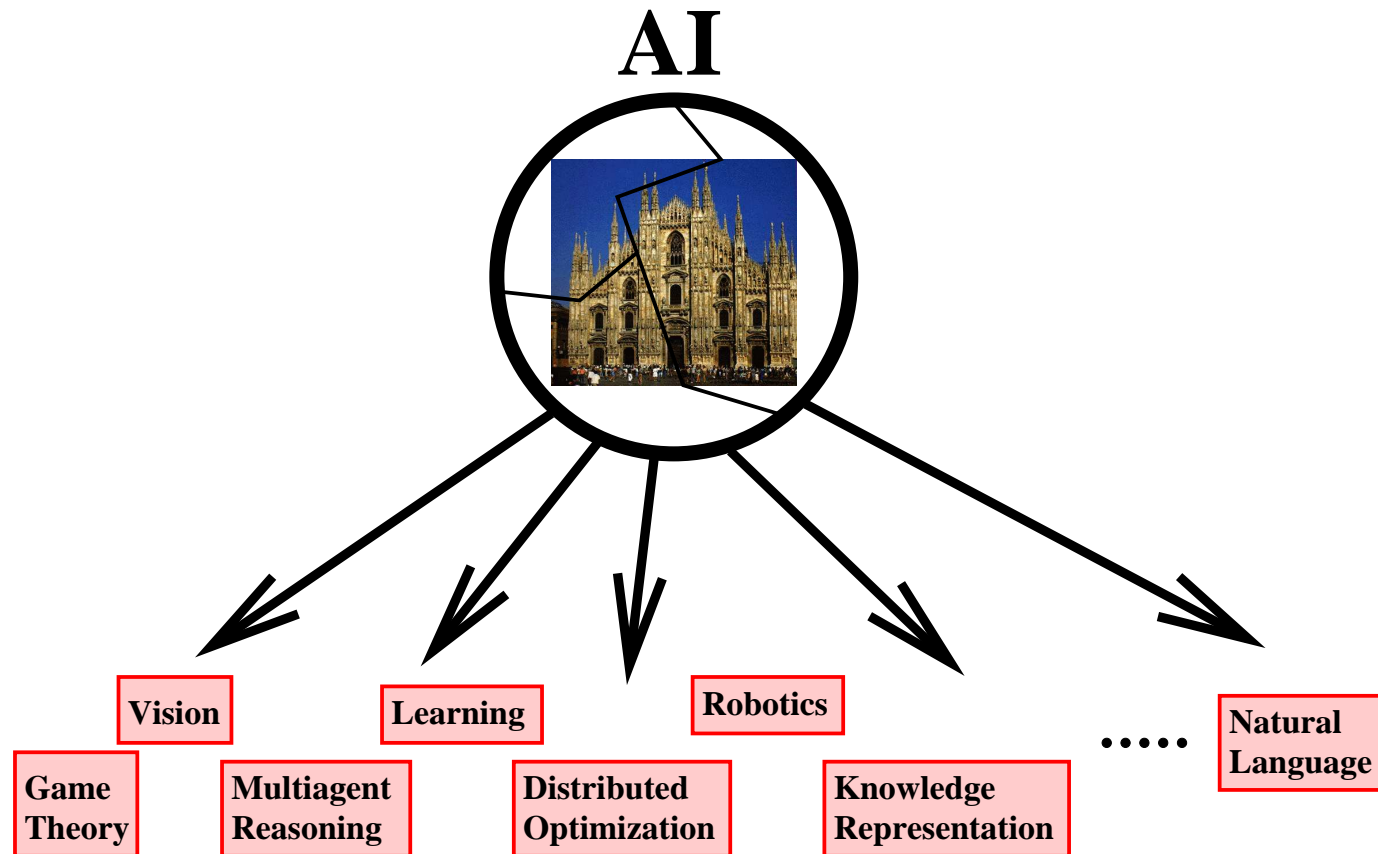 AI
Vision
Learning
Robotics
Natural
Language
Game
Theory
Multiagent
Reasoning
Distributed
Optimization
Knowledge
Representation
.....